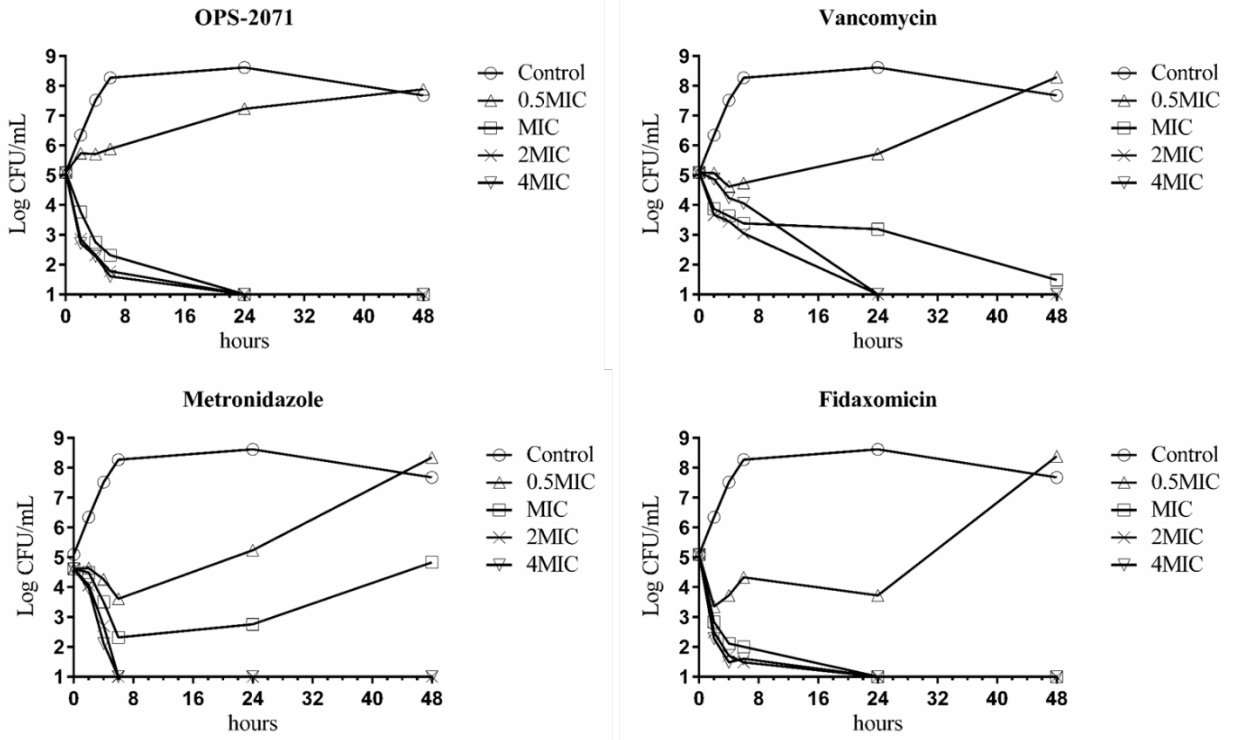 OPS-2071
Log CFU/mL
9
8
7
6
5
4
3
2
1
0 8 16 24 32 40 48
hours
Control
0.5MIC
MIC
2MIC
4MIC
Vancomycin
Log CFU/mL
9
8
7
6
5
4
3
2
1
0 8 16 24 32 40 48
hours
Control
0.5MIC
MIC
2MIC
4MIC
Metronidazole
Log CFU/mL
9
8
7
6
5
4
3
2
1
0 8 16 24 32 40 48
hours
Control
0.5MIC
MIC
2MIC
4MIC
Fidaxomicin
Log CFU/mL
9
8
7
6
5
4
3
2
1
0 8 16 24 32 40 48
hours
Control
0.5MIC
MIC
2MIC
4MIC